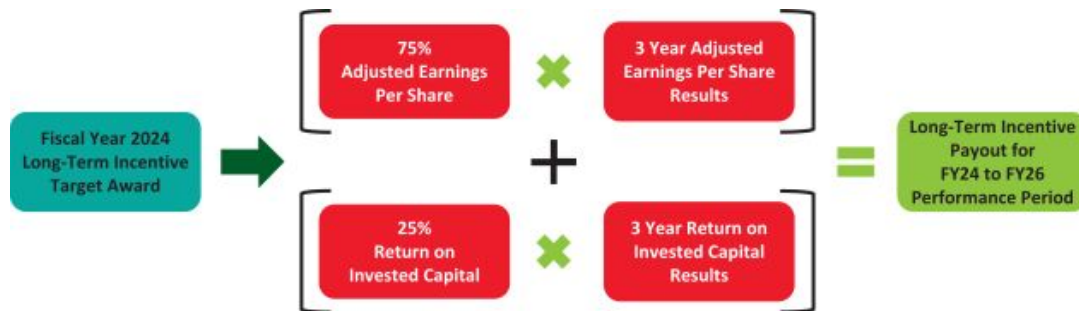 75%
Adjusted Earnings
Per Share
3 Year Adjusted
Earnings Per Share
Results
Fiscal Year 2024
Long-Term Incentive
Target Award
+
=
Long-Term Incentive
Payout for
FY24 to FY26
Performance Period
25%
Return on
Invested Capital
3 Year Return on
Invested Capital
Results